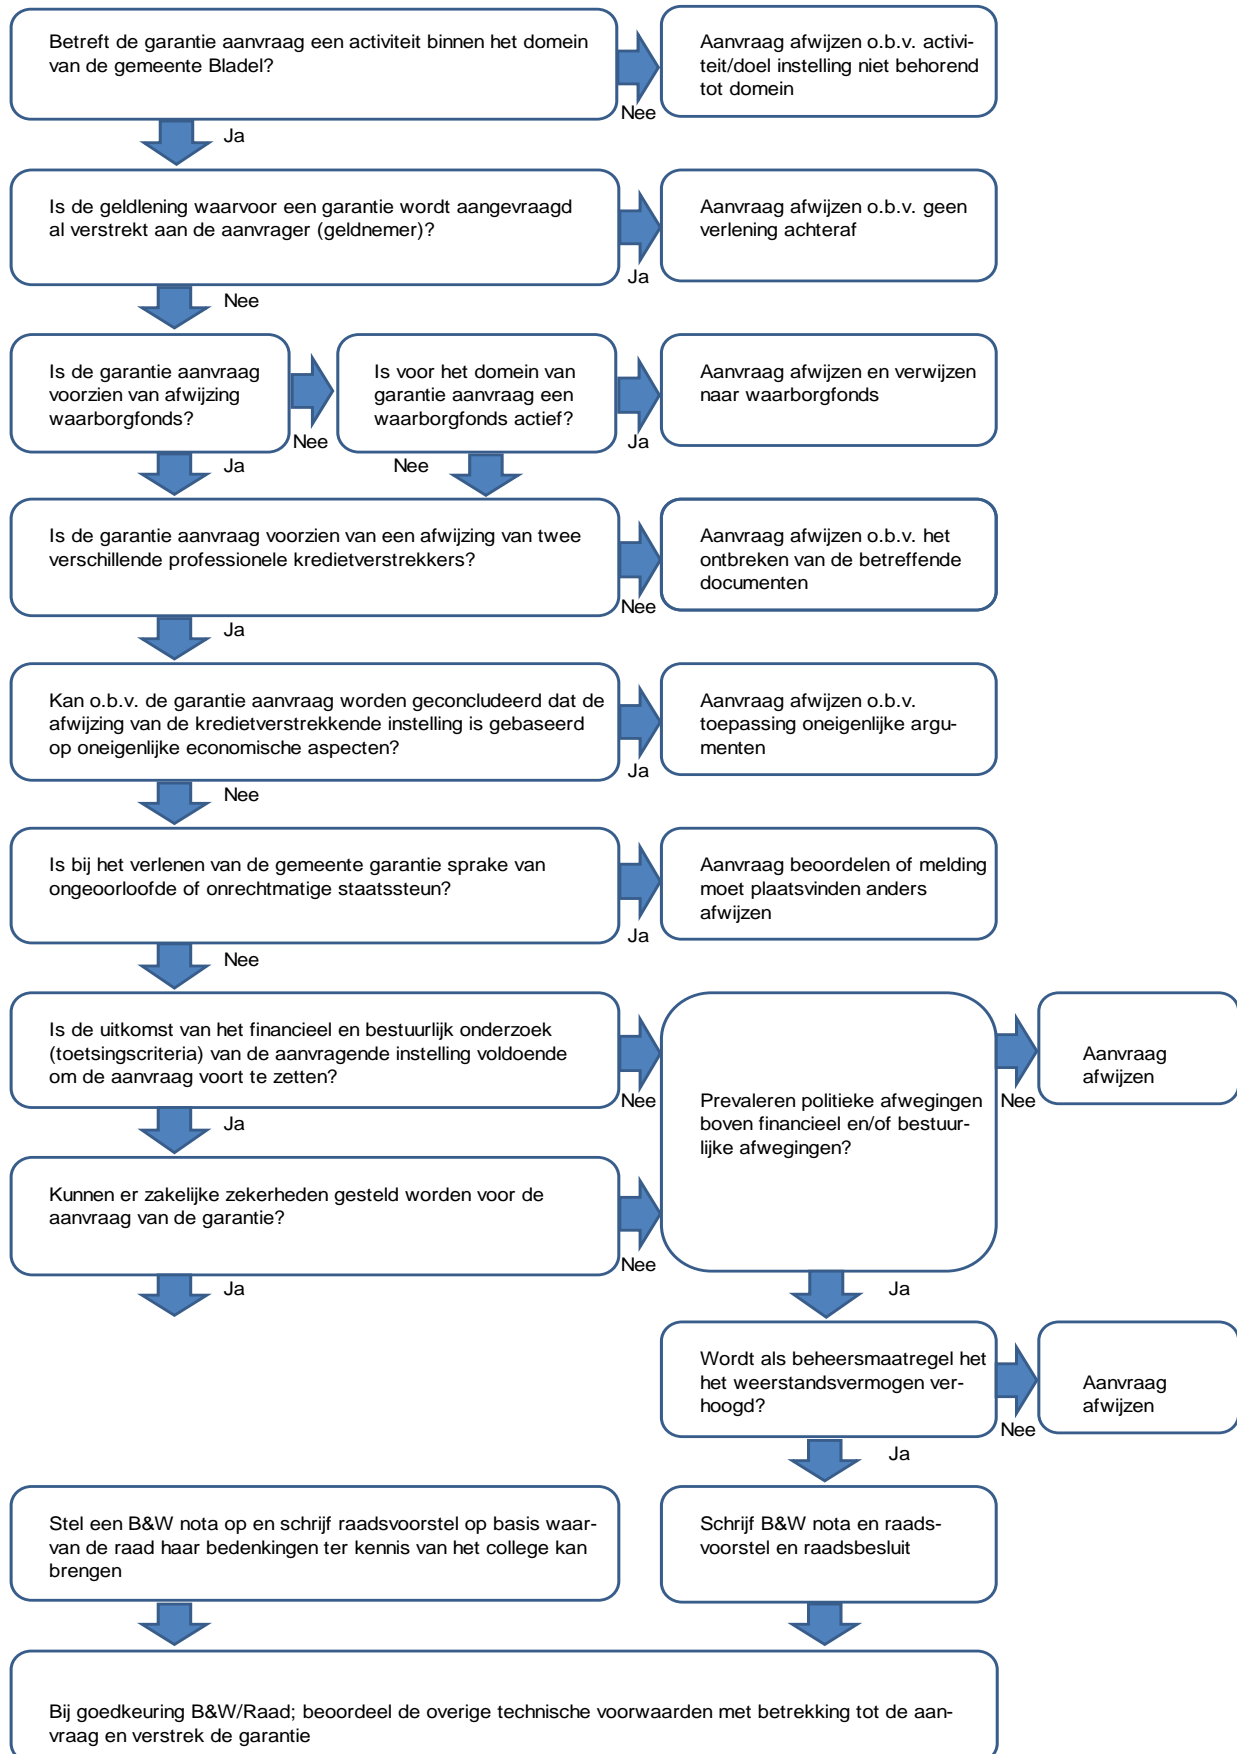 Betreft de garantie aanvraag een activiteit binnen het domein
van de gemeente Bladel?
Aanvraag afwijzen o.b.v. activi-
teit/doel instelling niet behorend
tot domein
Nee
Ja
Is de geldlening waarvoor een garantie wordt aangevraagd
al verstrekt aan de aanvrager (geldnemer)?
Aanvraag afwijzen o.b.v. geen
verlening achteraf
Ja
Nee
Is de garantie aanvraag
voorzien van afwijzing
waarborgfonds?
Nee
Is voor het domein van
garantie aanvraag een
waarborgfonds actief?
Ja
Aanvraag afwijzen en verwijzen
naar waarborgfonds
Ja
Nee
Is de garantie aanvraag voorzien van een afwijzing van twee
verschillende professionele kredietverstrekkers?
Aanvraag afwijzen o.b.v. het
ontbreken van de betreffende
documenten
Nee
Ja
Kan o.b.v. de garantie aanvraag worden geconcludeerd dat de
afwijzing van de kredietverstrekkende instelling is gebaseerd
op oneigenlijke economische aspecten?
Aanvraag afwijzen o.b.v.
toepassing oneigenlijke argu-
menten
Ja
Nee
Is bij het verlenen van de gemeente garantie sprake van
ongeoorloofde of onrechtmatige staatssteun?
Aanvraag beoordelen of melding
moet plaatsvinden anders
afwijzen
Ja
Nee
Is de uitkomst van het financieel en bestuurlijk onderzoek
(toetsingscriteria) van de aanvragende instelling voldoende
om de aanvraag voort te zetten?
Nee
Ja
Prevaleren politieke afwegingen
boven financieel en/of bestuur-
lijke afwegingen?
Nee
Aanvraag
afwijzen
Kunnen er zakelijke zekerheden gesteld worden voor de
aanvraag van de garantie?
Nee
Ja
Ja
Wordt als beheersmaatregel het
het weerstandsvermogen ver-
hoogd?
Nee
Aanvraag
afwijzen
Ja
Stel een B&W nota op en schrijf raadsvoorstel op basis waar-
van de raad haar bedenkingen ter kennis van het college kan
brengen
Schrijf B&W nota en raads-
voorstel en raadsbesluit
Bij goedkeuring B&W/Raad; beoordeel de overige technische voorwaarden met betrekking tot de aan-
vraag en verstrek de garantie